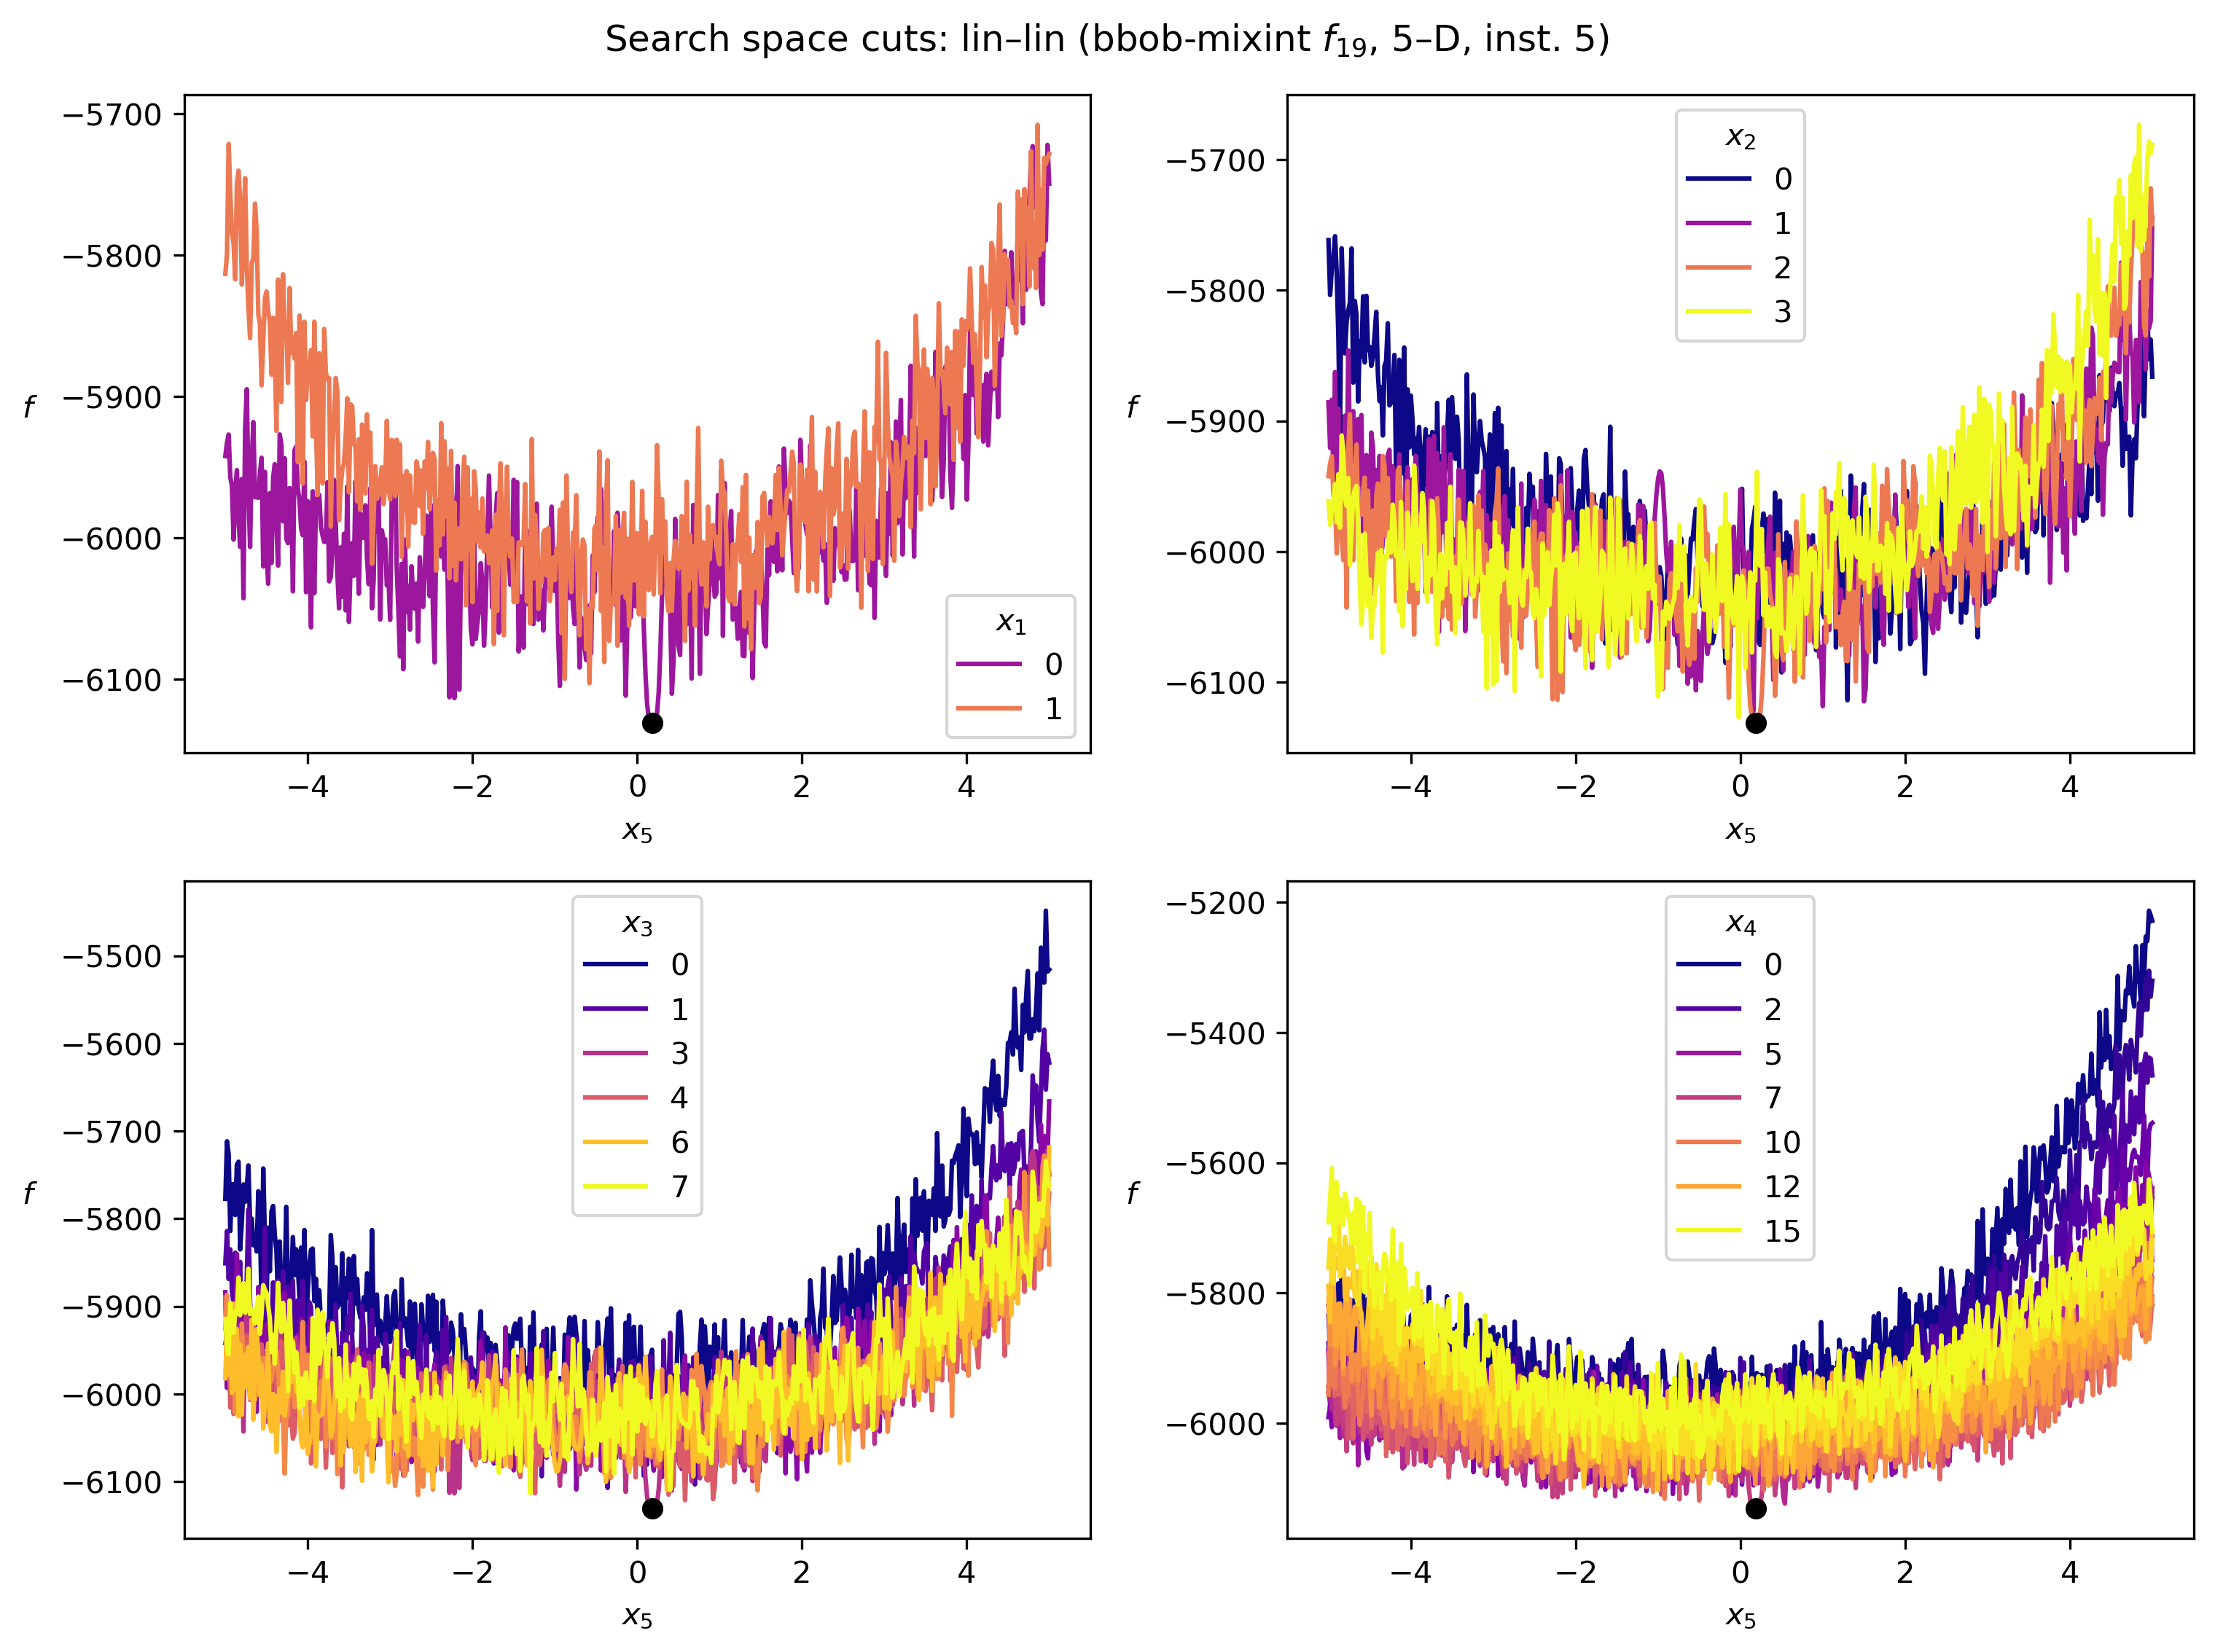 Search space cuts: lin–lin (bbob-mixint f₁₉, 5–D, inst. 5)
−5700
−5800
−5900
−6000
−6100
f
x₁
0
1
−4 −2 0 2 4
x₅
−5700
−5800
−5900
−6000
−6100
f
x₂
0
1
2
3
−4 −2 0 2 4
x₅
−5500
−5600
−5700
−5800
−5900
−6000
−6100
f
x₃
0
1
3
4
6
7
−4 −2 0 2 4
x₅
−5200
−5400
−5600
−5800
−6000
f
x₄
0
2
5
7
10
12
15
−4 −2 0 2 4
x₅